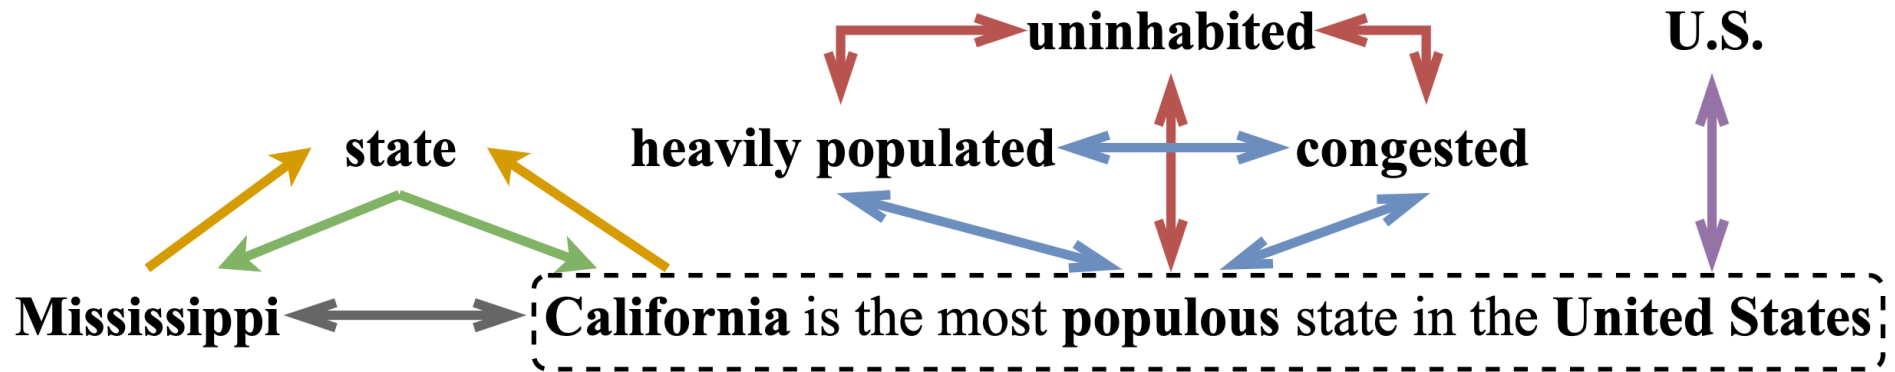 uninhabited U.S.
state heavily populated congested
Mississippi California is the most populous state in the United States